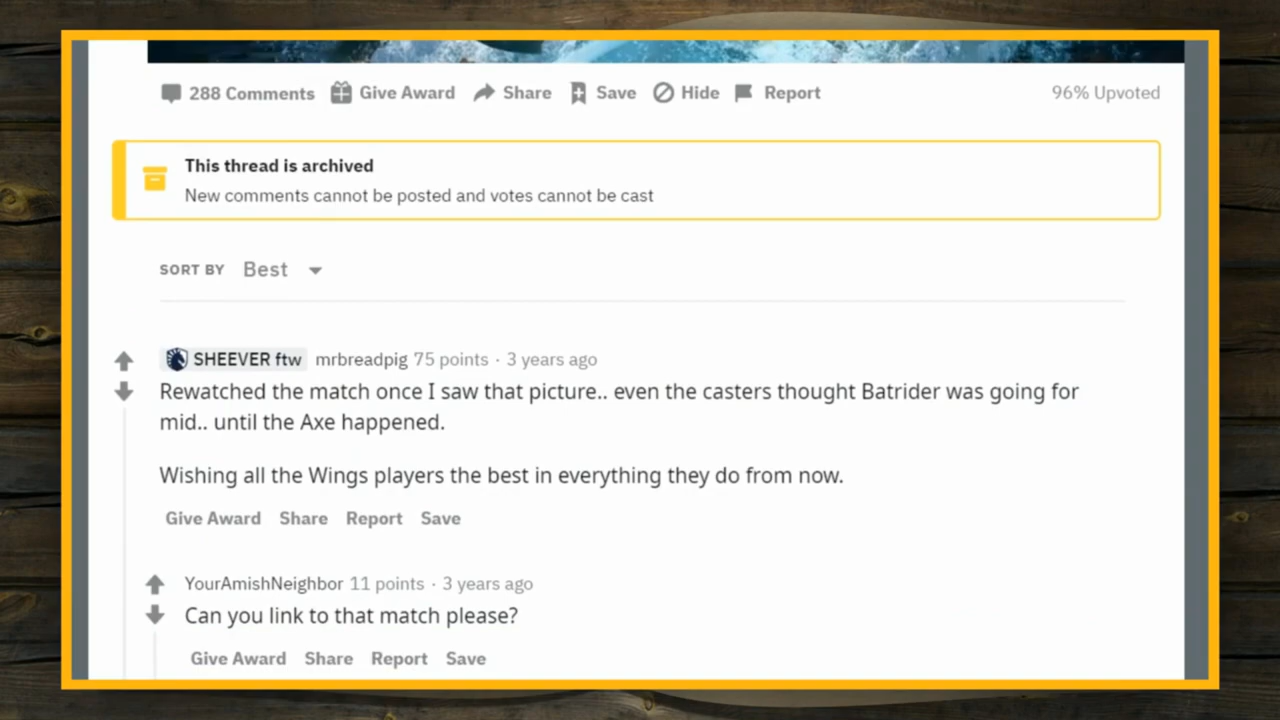 288 Comments Give Award Share Save Hide Report 96% Upvoted
This thread is archived
New comments cannot be posted and votes cannot be cast
SORT BY Best
SHEEVER ftw mrbreadpig 75 points · 3 years ago
Rewatched the match once I saw that picture.. even the casters thought Batrider was going for
mid.. until the Axe happened.
Wishing all the Wings players the best in everything they do from now.
Give Award Share Report Save
YourAmishNeighbor 11 points · 3 years ago
Can you link to that match please?
Give Award Share Report Save